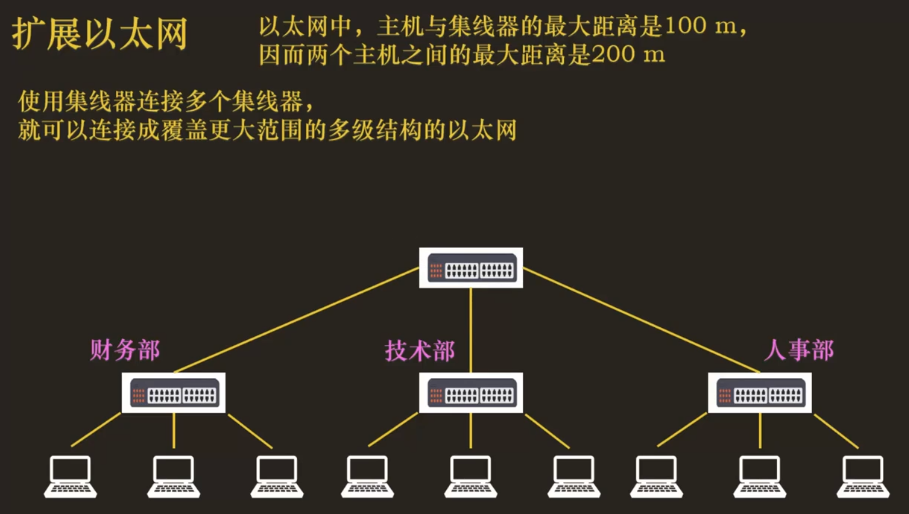 扩展以太网
以太网中，主机与集线器的最大距离是100 m，
因而两个主机之间的最大距离是200 m
使用集线器连接多个集线器，
就可以连接成覆盖更大范围的多级结构的以太网
财务部
技术部
人事部